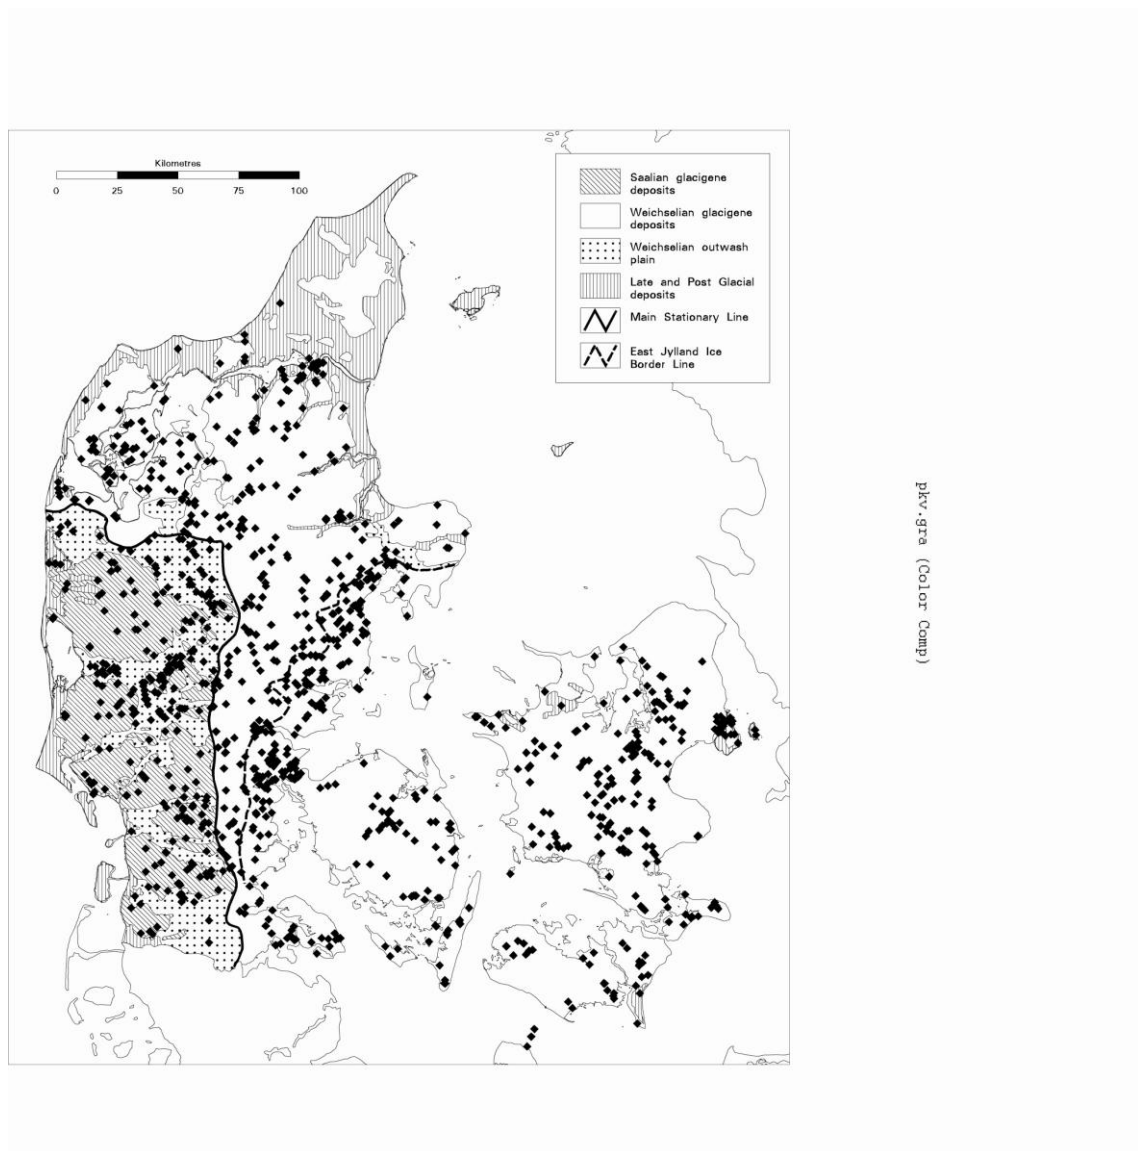 Kilometres
0 25 50 75 100
Saalian glacigene
deposits
Weichselian glacigene
deposits
Weichselian outwash
plain
Late and Post Glacial
deposits
Main Stationary Line
East Jylland Ice
Border Line
pkv.gra (Color Comp)